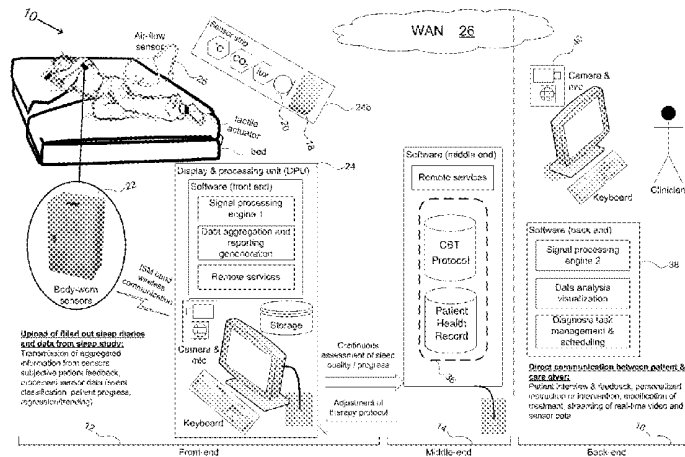 10
Air-flow
sensor
Sensor
°C
CO₂
lux
26
20
18
24b
tactile
actuator
bed
22
Body-worn
sensors
ISM band
wireless
communication
Upload of filled out sleep diaries
and data from sleep study:
Transmission of aggregated
information from sensors
subjective patient feedback,
processed sensor data (event
classification, patient progress,
regression/trending)
24
Display & processing unit (DPU)
Software (front end)
Signal processing
engine 1
Data aggregation and
reporting
generation
Remote services
Storage
Camera &
mic
Keyboard
Continuous
assessment of sleep
quality / progress
Adjustment of
therapy protocol
WAN 26
Software (middle end)
Remote services
CBT
Protocol
Patient
Health
Record
36
40
Camera &
mic
Keyboard
Clinician
Software (back end)
38
Signal processing
engine 2
Data analysis
visualization
Diagnosis task
management &
scheduling
Direct communication between patient &
care giver:
Patient interview & feedback, personalized
instruction or intervention, modification of
treatment, streaming of real-time video and
sensor data
12
14
16
Front-end
Middle-end
Back-end